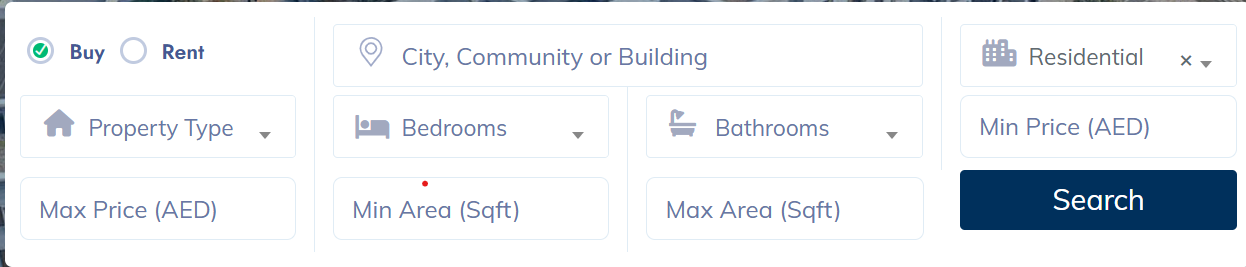 Buy Rent City, Community or Building Residential ×
Property Type Bedrooms Bathrooms Min Price (AED)
Max Price (AED) Min Area (Sqft) Max Area (Sqft) Search